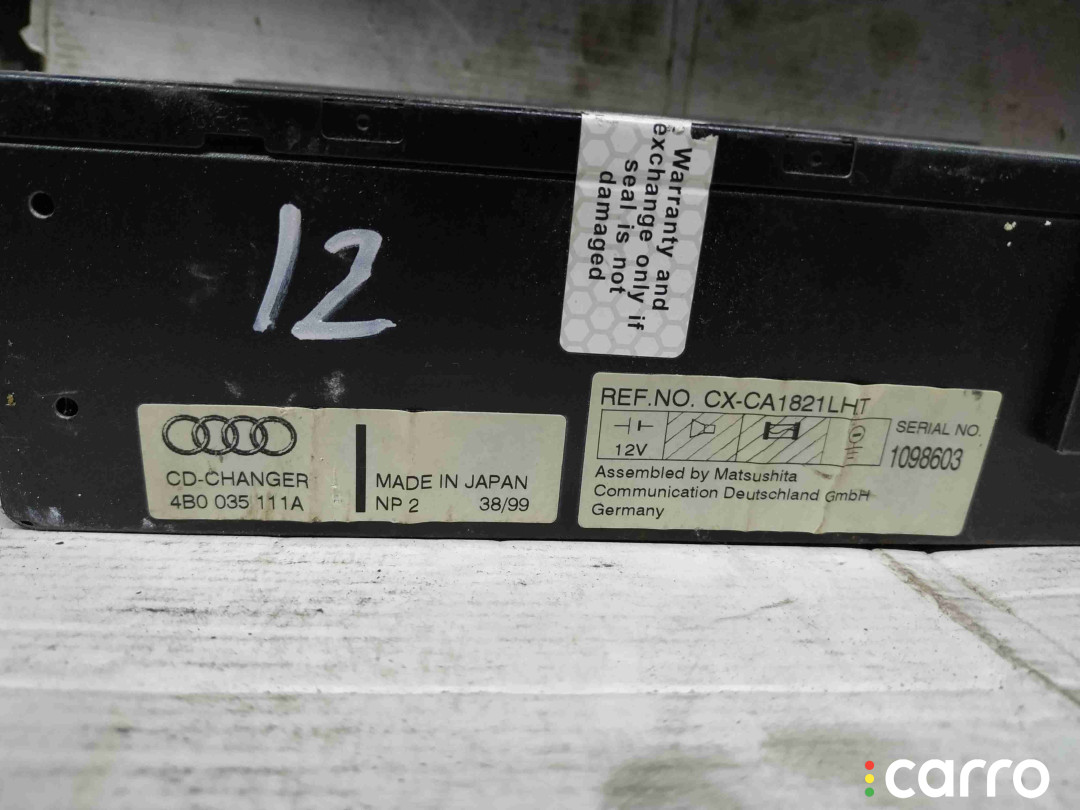 12
Warranty and
exchange only if
seal is not
damaged
CD-CHANGER
4B0 035 111A
MADE IN JAPAN
NP 2 38/99
REF.NO. CX-CA1821LHT
12V
SERIAL NO.
1098603
Assembled by Matsushita
Communication Deutschland GmbH
Germany
carro